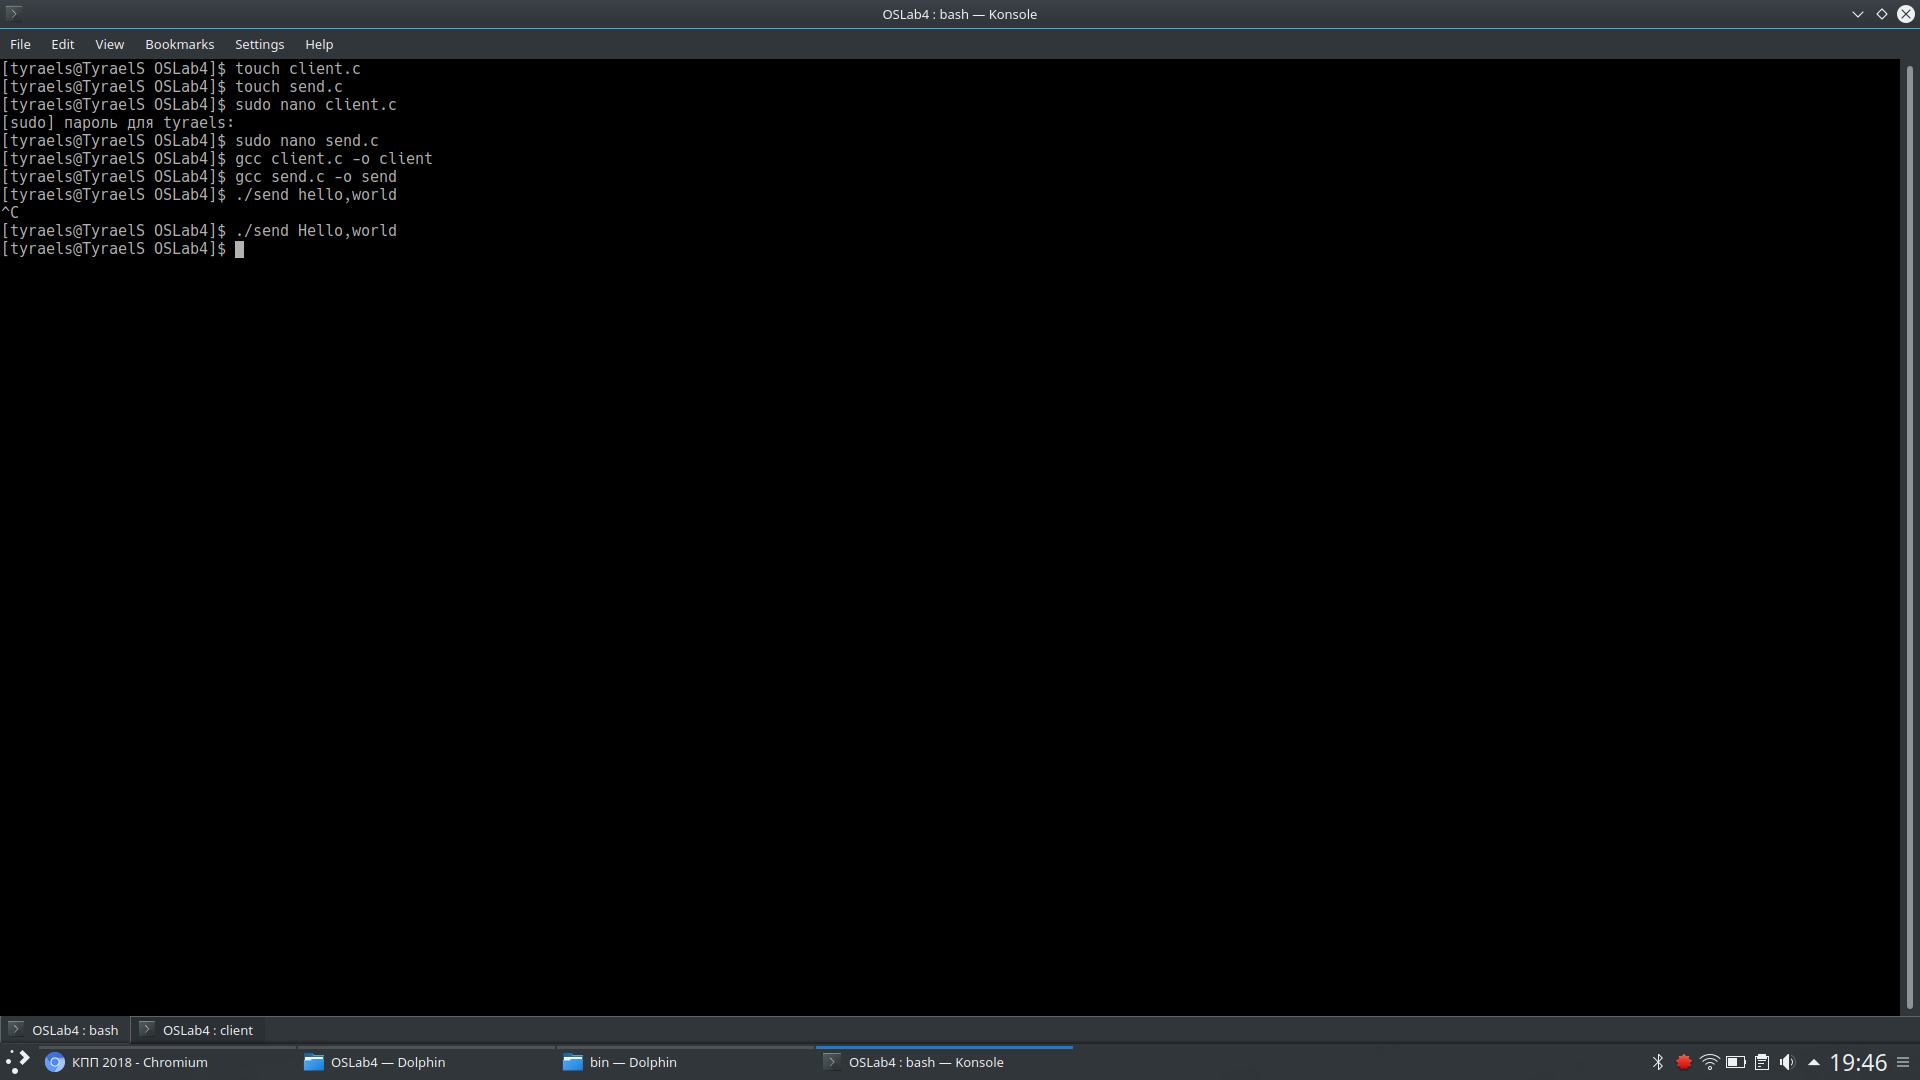 OSLab4 : bash — Konsole
File Edit View Bookmarks Settings Help
[tyraels@TyraelS OSLab4]$ touch client.c
[tyraels@TyraelS OSLab4]$ touch send.c
[tyraels@TyraelS OSLab4]$ sudo nano client.c
[sudo] пароль для tyraels:
[tyraels@TyraelS OSLab4]$ sudo nano send.c
[tyraels@TyraelS OSLab4]$ gcc client.c -o client
[tyraels@TyraelS OSLab4]$ gcc send.c -o send
[tyraels@TyraelS OSLab4]$ ./send hello,world
^C
[tyraels@TyraelS OSLab4]$ ./send Hello,world
[tyraels@TyraelS OSLab4]$
OSLab4 : bash OSLab4 : client
КПП 2018 - Chromium OSLab4 — Dolphin bin — Dolphin OSLab4 : bash — Konsole 19:46